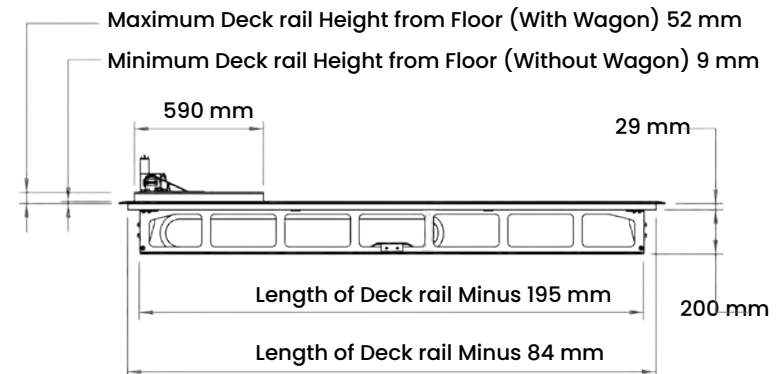 Maximum Deck rail Height from Floor (With Wagon) 52 mm
Minimum Deck rail Height from Floor (Without Wagon) 9 mm
590 mm
29 mm
Length of Deck rail Minus 195 mm
200 mm
Length of Deck rail Minus 84 mm